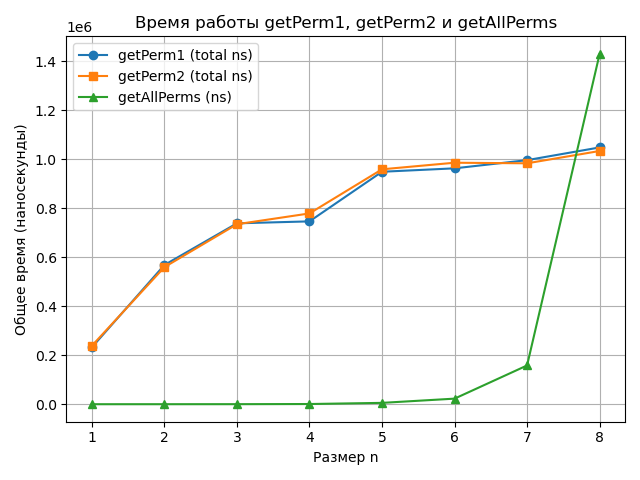 Время работы getPerm1, getPerm2 и getAllPerms
1e6
getPerm1 (total ns)
getPerm2 (total ns)
getAllPerms (ns)
Общее время (наносекунды)
1.4
1.2
1.0
0.8
0.6
0.4
0.2
0.0
1 2 3 4 5 6 7 8
Размер n